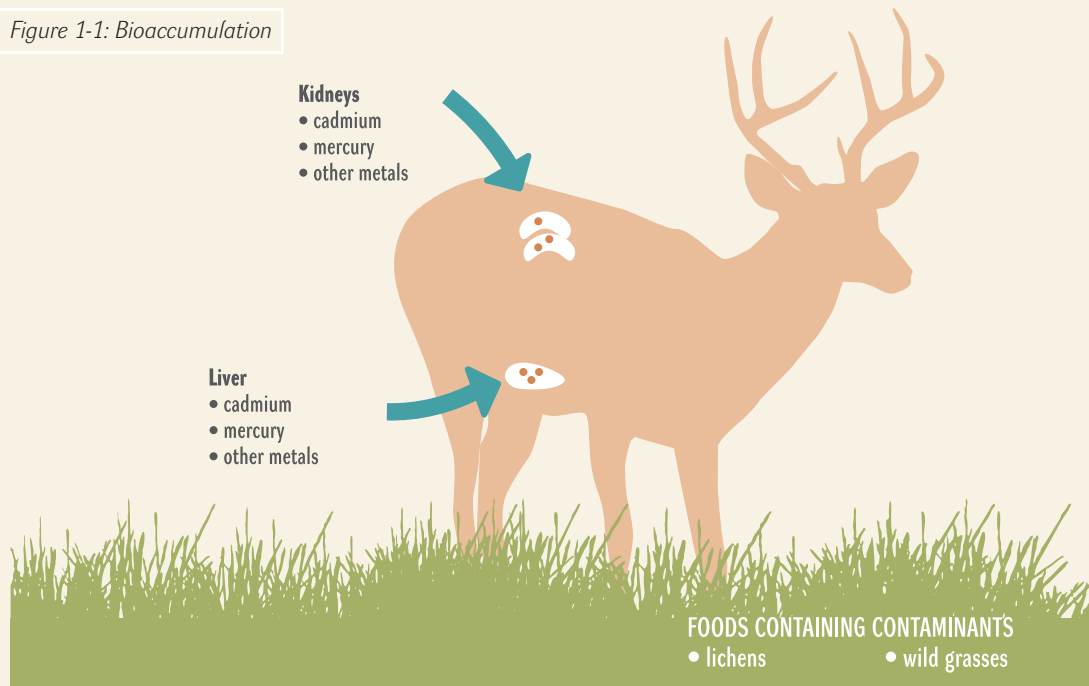 Figure 1-1: Bioaccumulation
Kidneys
• cadmium
• mercury
• other metals
Liver
• cadmium
• mercury
• other metals
FOODS CONTAINING CONTAMINANTS
• lichens • wild grasses